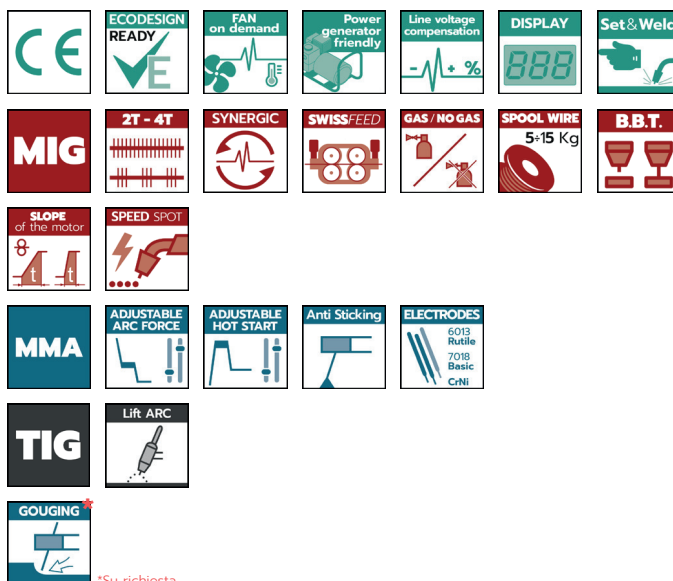 CE
ECODESIGN
READY
E
FAN
on demand
Power
generator
friendly
Line voltage
compensation
- + %
DISPLAY
888
Set&Weld
MIG
2T - 4T
SYNERGIC
SWISSFEED
GAS / NO GAS
SPOOL WIRE
5÷15 Kg
B.B.T.
SLOPE
of the motor
t t
SPEED SPOT
MMA
ADJUSTABLE
ARC FORCE
ADJUSTABLE
HOT START
Anti Sticking
ELECTRODES
6013
Rutile
7018
Basic
CrNi
TIG
Lift ARC
GOUGING *
*Su richiesta